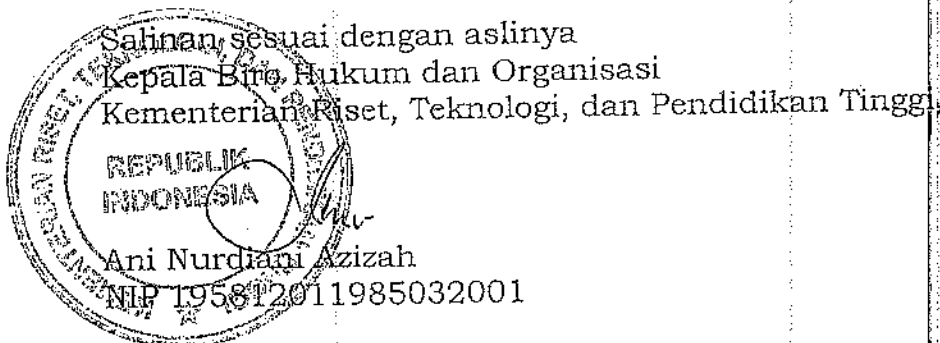 Salinan sesuai dengan aslinya
Kepala Biro Hukum dan Organisasi
Kementerian Riset, Teknologi, dan Pendidikan Tinggi,
REPUBLIK
INDONESIA
Ani Nurdiani Azizah
NIP 195812011985032001